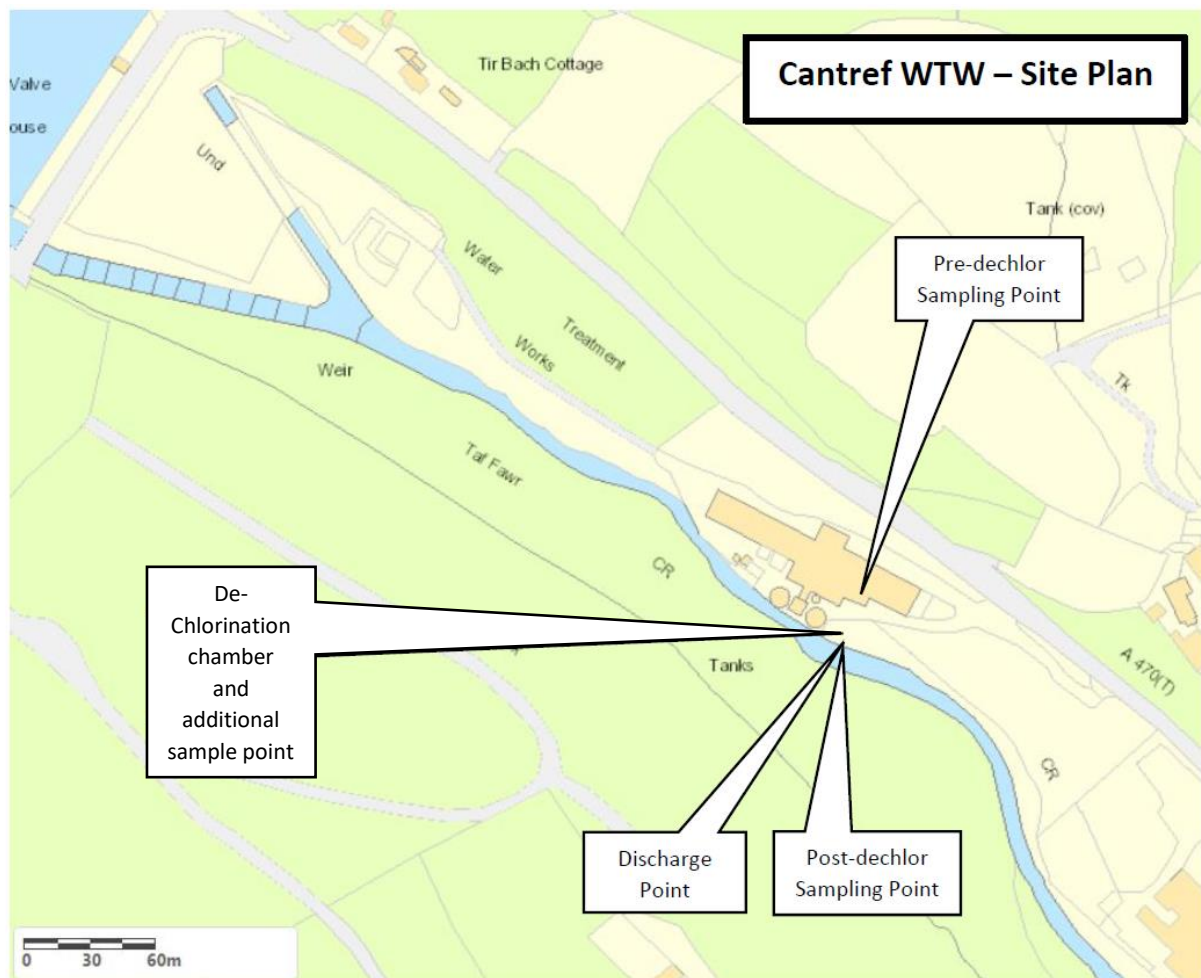 Cantref WTW – Site Plan
Valve
ouse
Tir Bach Cottage
Und
Tank (cov)
Water
Treatment
Works
Pre-dechlor
Sampling Point
Weir
Tk
Taf Fawr
CR
De-
Chlorination
chamber
and
additional
sample point
Tanks
A 470(T)
CR
Discharge
Point
Post-dechlor
Sampling Point
0 30 60m